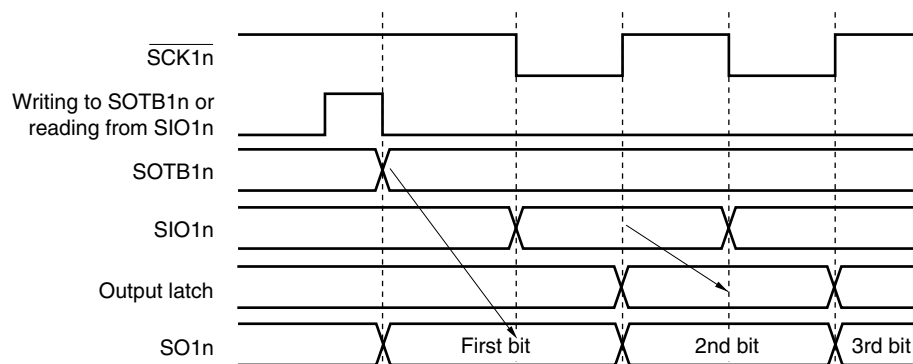 SCK1n
Writing to SOTB1n or
reading from SIO1n
SOTB1n
SIO1n
Output latch
SO1n
First bit
2nd bit
3rd bit